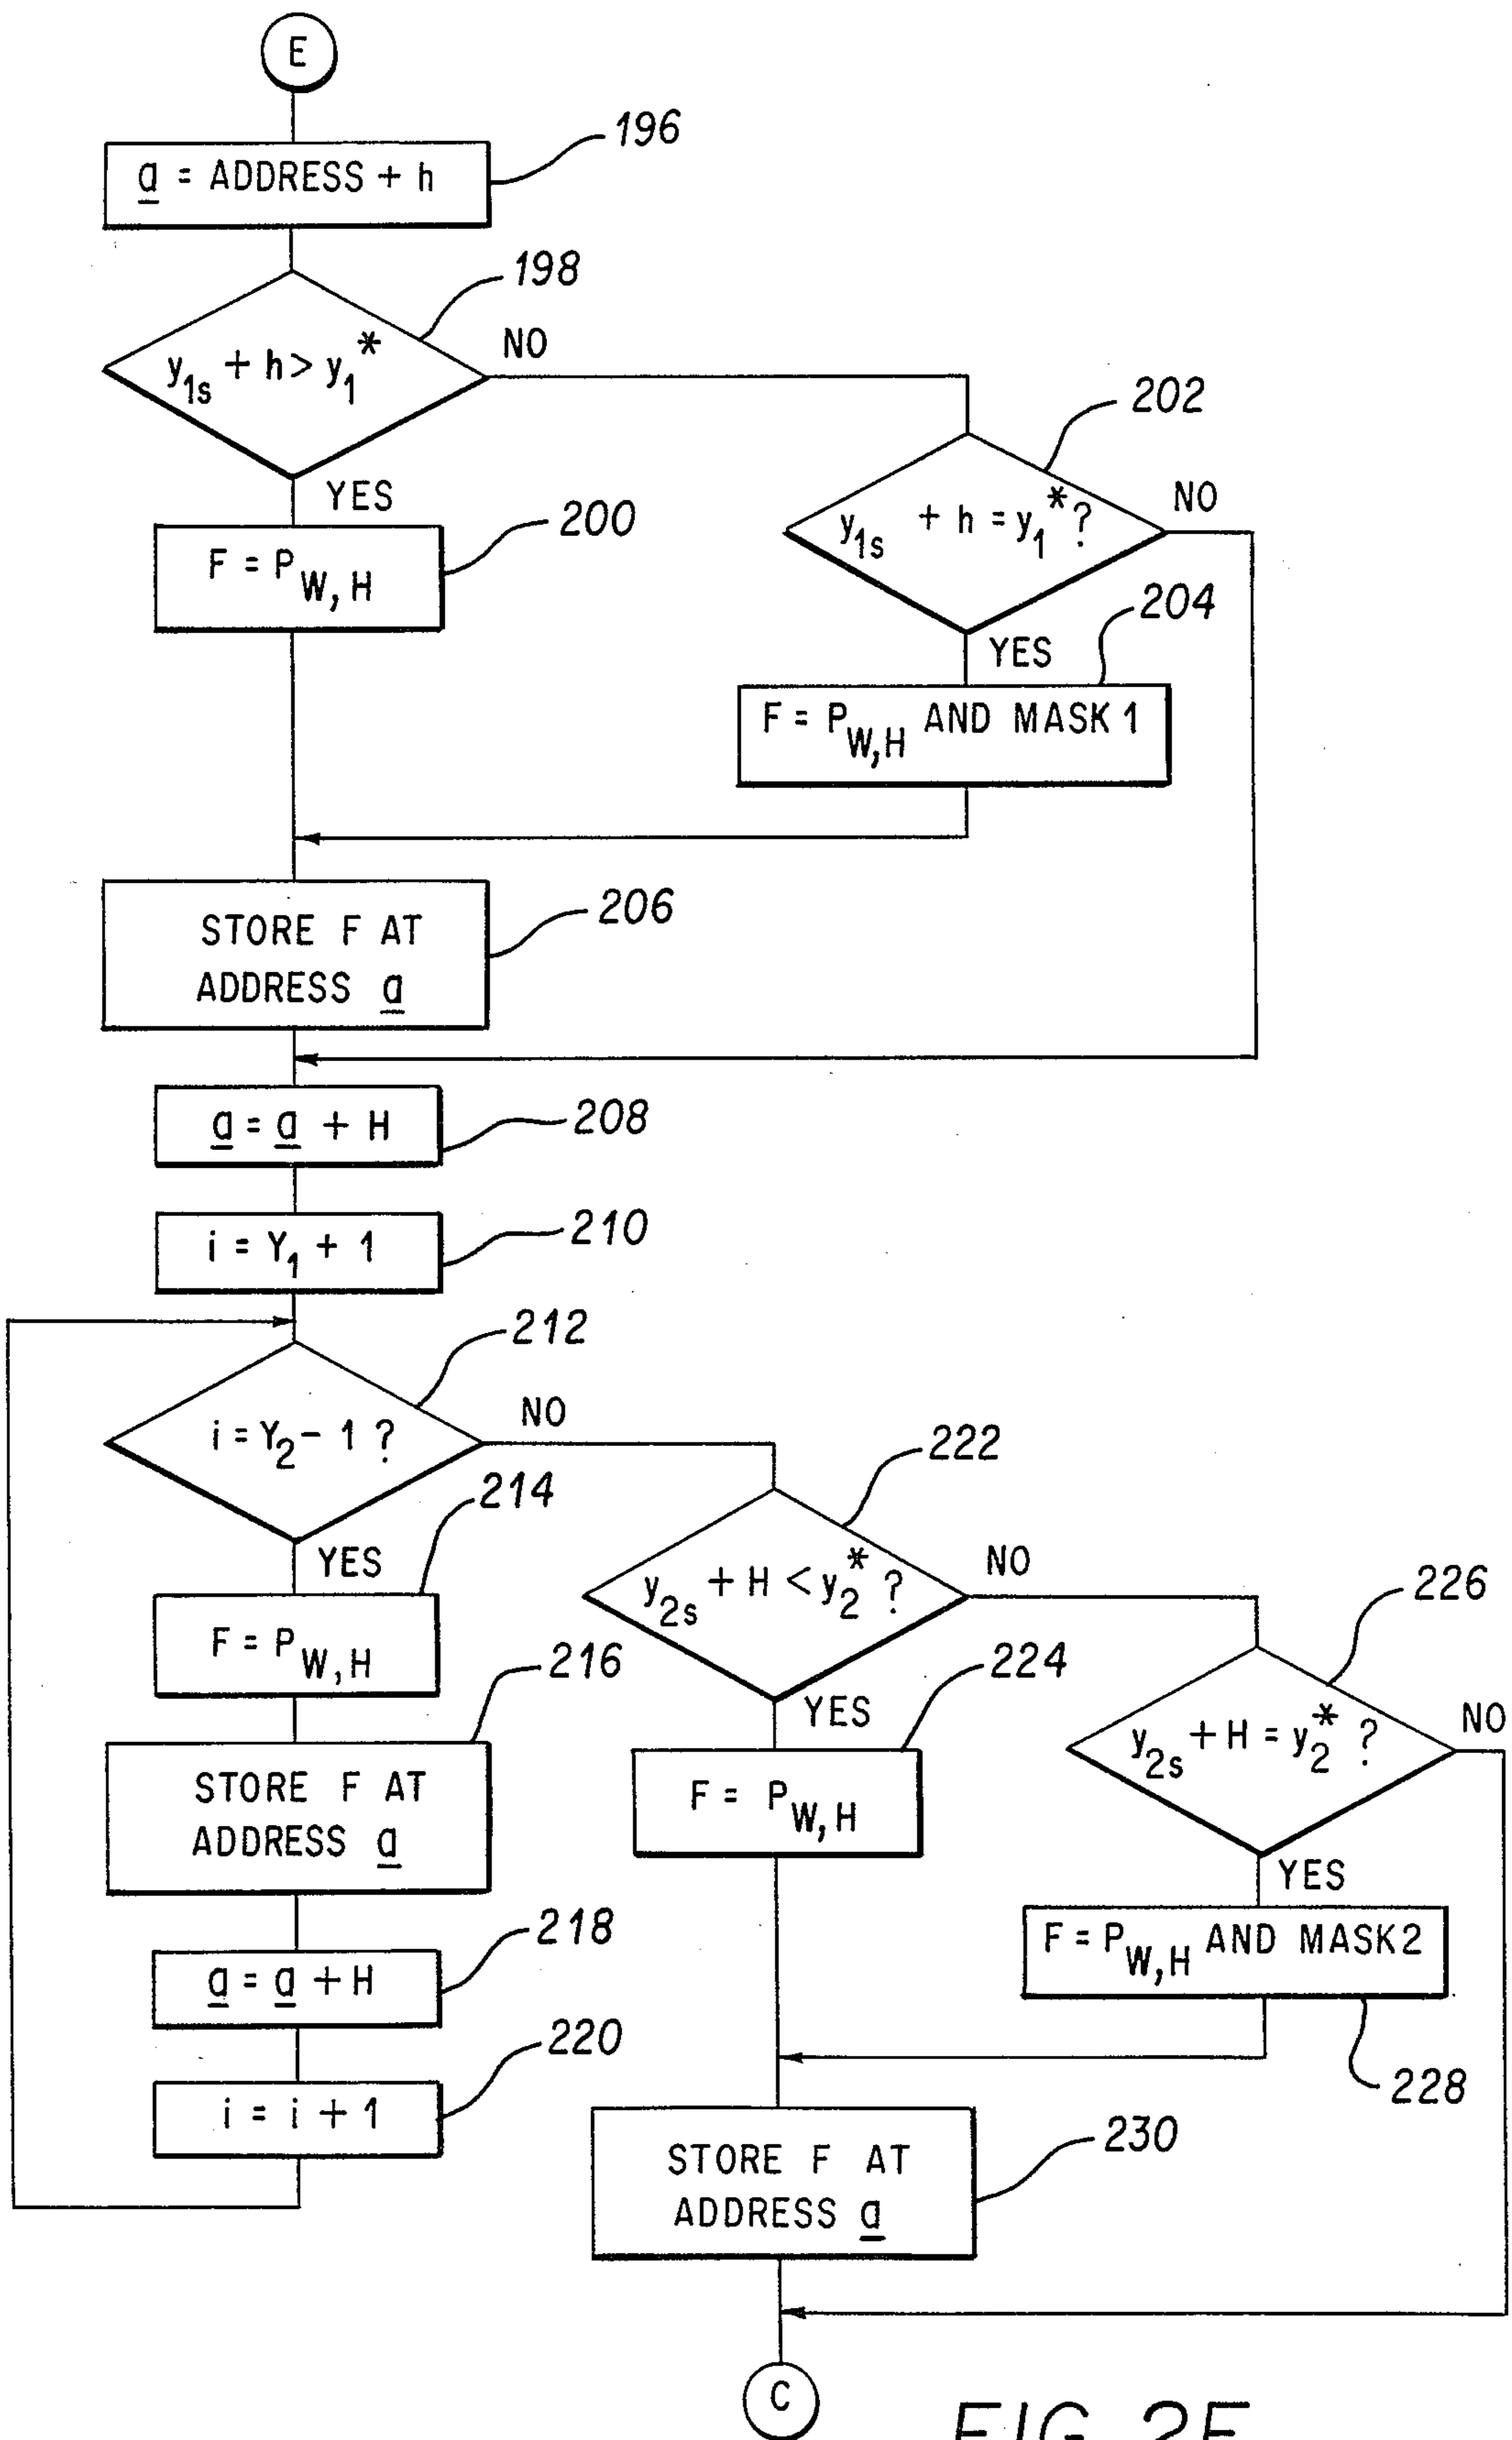 E
196
a = ADDRESS + h
198
y1s + h > y1*
NO
202
YES
200
y1s + h = y1* ?
NO
F = PW,H
204
YES
F = PW,H AND MASK 1
206
STORE F AT
ADDRESS a
a = a + H
208
i = Y1 + 1
210
212
i = Y2 - 1 ?
NO
222
214
YES
y2s + H < y2* ?
NO
226
F = PW,H
216
224
YES
y2s + H = y2* ?
NO
STORE F AT
ADDRESS a
F = PW,H
YES
218
F = PW,H AND MASK 2
a = a + H
220
228
i = i + 1
230
STORE F AT
ADDRESS a
C